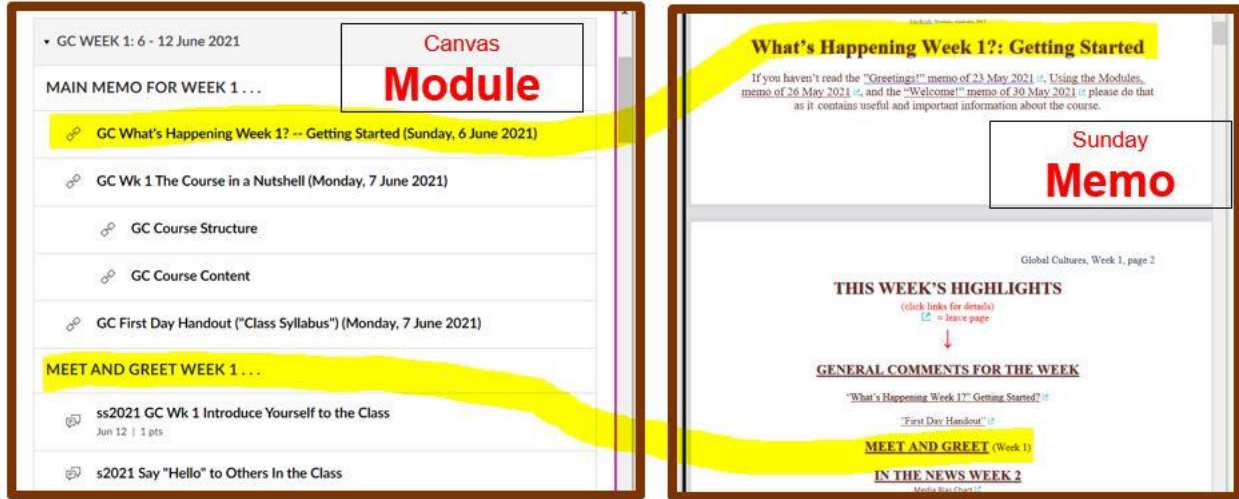 GC WEEK 1: 6 - 12 June 2021
Canvas
Module
MAIN MEMO FOR WEEK 1 . . .
GC What's Happening Week 1? -- Getting Started (Sunday, 6 June 2021)
GC Wk 1 The Course in a Nutshell (Monday, 7 June 2021)
GC Course Structure
GC Course Content
GC First Day Handout ("Class Syllabus") (Monday, 7 June 2021)
MEET AND GREET WEEK 1 . . .
ss2021 GC Wk 1 Introduce Yourself to the Class
Jun 12 | 1 pts
s2021 Say "Hello" to Others In the Class
What's Happening Week 1?: Getting Started
If you haven't read the "Greetings!" memo of 23 May 2021, Using the Modules,
memo of 26 May 2021, and the "Welcome!" memo of 30 May 2021 please do that
as it contains useful and important information about the course.
Sunday
Memo
Global Cultures, Week 1, page 2
THIS WEEK'S HIGHLIGHTS
(click links for details)
= leave page
GENERAL COMMENTS FOR THE WEEK
"What's Happening Week 1?" Getting Started?
"First Day Handout"
MEET AND GREET (Week 1)
IN THE NEWS WEEK 2
Media Bias Chart